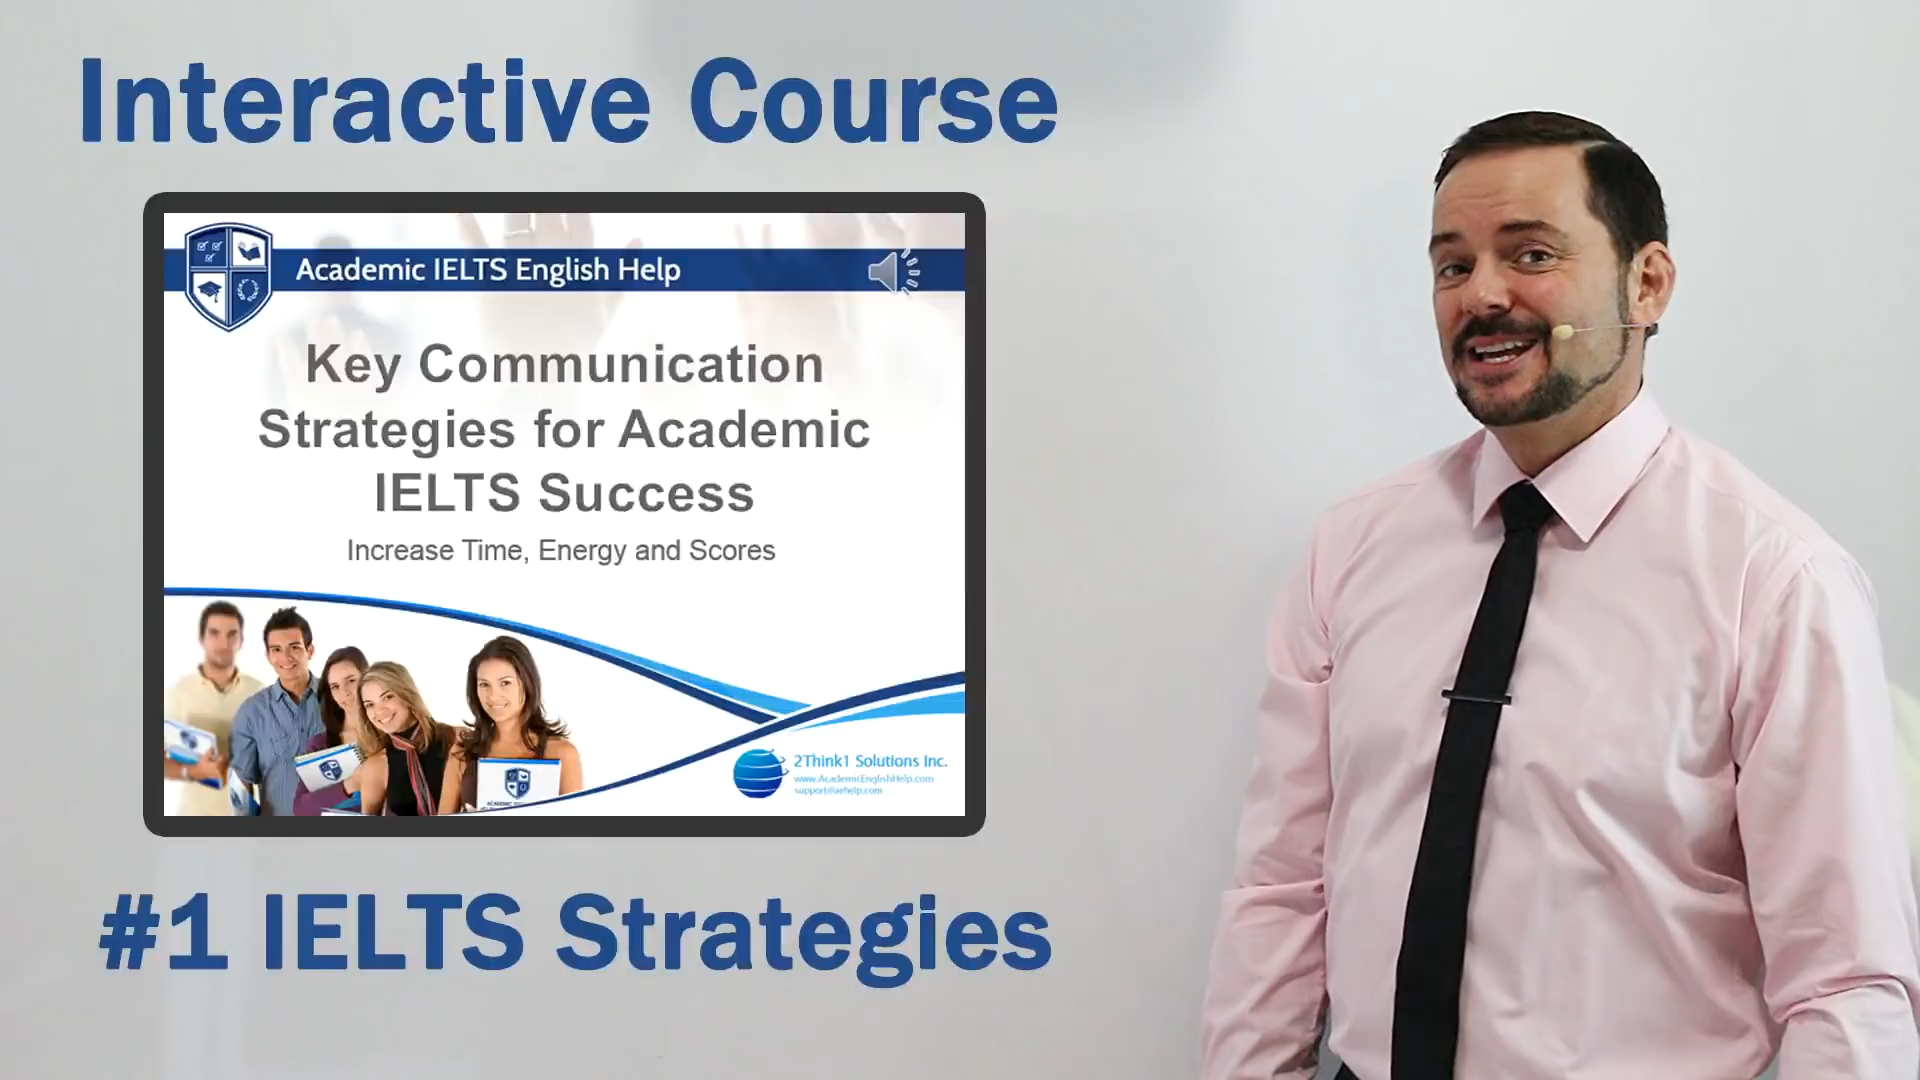 Interactive Course
Academic IELTS English Help
Key Communication
Strategies for Academic
IELTS Success
Increase Time, Energy and Scores
2Think1 Solutions Inc.
www.AcademicEnglishHelp.com
support@aehelp.com
#1 IELTS Strategies